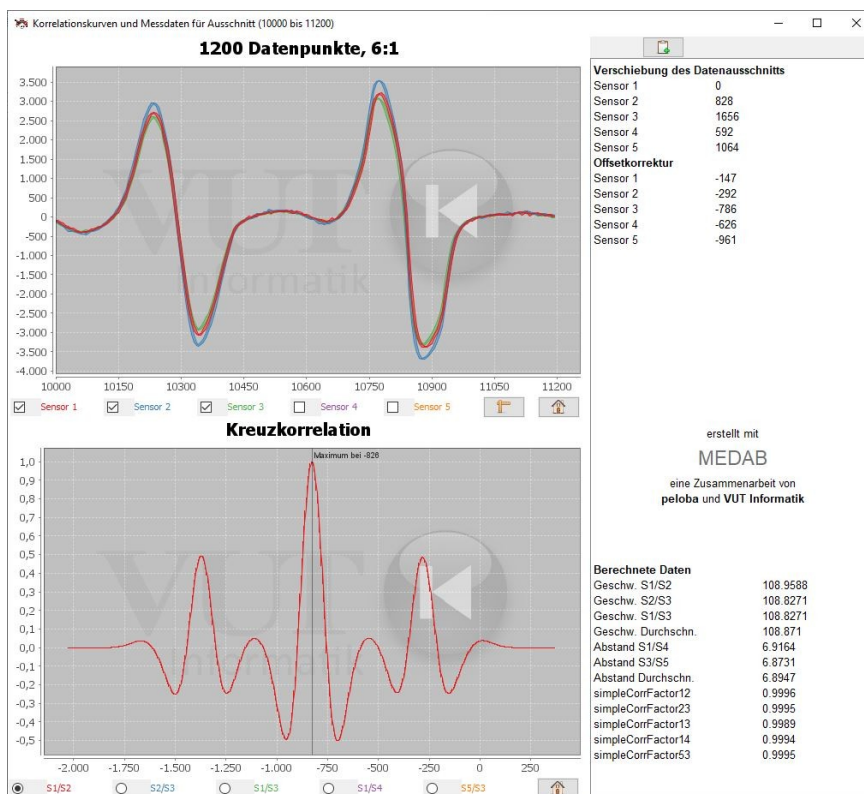 Korrelationskurven und Messdaten für Ausschnitt (10000 bis 11200)
1200 Datenpunkte, 6:1
3.500
3.000
2.500
2.000
1.500
1.000
500
0
-500
-1.000
-1.500
-2.000
-2.500
-3.000
-3.500
-4.000
VUT
Informatik
10000 10150 10300 10450 10600 10750 10900 11050 11200
Sensor 1 Sensor 2 Sensor 3 Sensor 4 Sensor 5
Kreuzkorrelation
Maximum bei -828
1,0
0,9
0,8
0,7
0,6
0,5
0,4
0,3
0,2
0,1
0,0
-0,1
-0,2
-0,3
-0,4
-0,5
VUT
Informatik
-2.000 -1.750 -1.500 -1.250 -1.000 -750 -500 -250 0 250
S1/S2 S2/S3 S1/S3 S1/S4 S5/S3
Verschiebung des Datenausschnitts
Sensor 1 0
Sensor 2 828
Sensor 3 1656
Sensor 4 592
Sensor 5 1064
Offsetkorrektur
Sensor 1 -147
Sensor 2 -292
Sensor 3 -786
Sensor 4 -626
Sensor 5 -961
erstellt mit
MEDAB
eine Zusammenarbeit von
peloba und VUT Informatik
Berechnete Daten
Geschw. S1/S2 108.9588
Geschw. S2/S3 108.8271
Geschw. S1/S3 108.8271
Geschw. Durchschn. 108.871
Abstand S1/S4 6.9164
Abstand S3/S5 6.8731
Abstand Durchschn. 6.8947
simpleCorrFactor12 0.9996
simpleCorrFactor23 0.9995
simpleCorrFactor13 0.9989
simpleCorrFactor14 0.9994
simpleCorrFactor53 0.9995